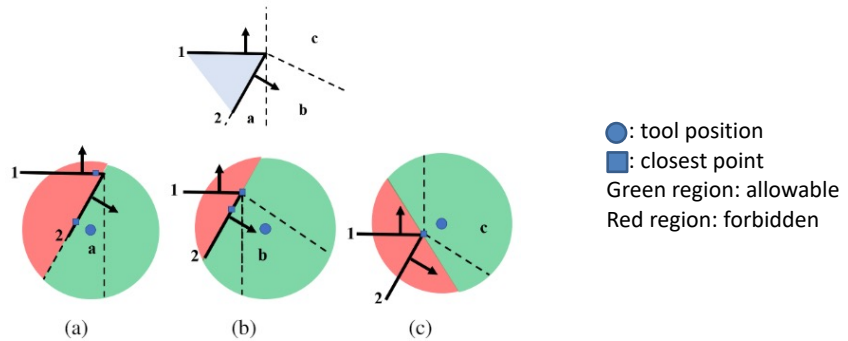 c
1
b
2
a
1
2
a
(a)
1
2
b
(b)
1
2
c
(c)
: tool position
: closest point
Green region: allowable
Red region: forbidden